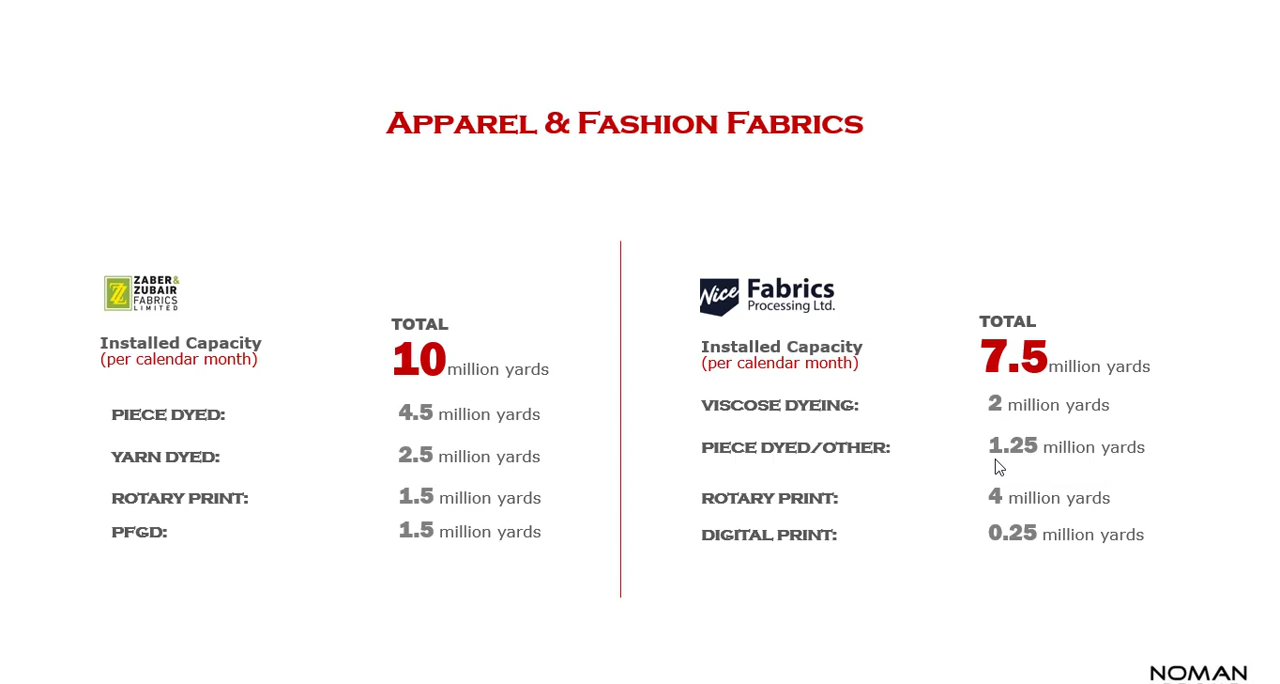 APPAREL & FASHION FABRICS
ZABER&
ZUBAIR
FABRICS
LIMITED
Installed Capacity
(per calendar month)
TOTAL
10 million yards
PIECE DYED: 4.5 million yards
YARN DYED: 2.5 million yards
ROTARY PRINT: 1.5 million yards
PFGD: 1.5 million yards
Nice Fabrics
Processing Ltd.
Installed Capacity
(per calendar month)
TOTAL
7.5 million yards
VISCOSE DYEING: 2 million yards
PIECE DYED/OTHER: 1.25 million yards
ROTARY PRINT: 4 million yards
DIGITAL PRINT: 0.25 million yards
NOMAN